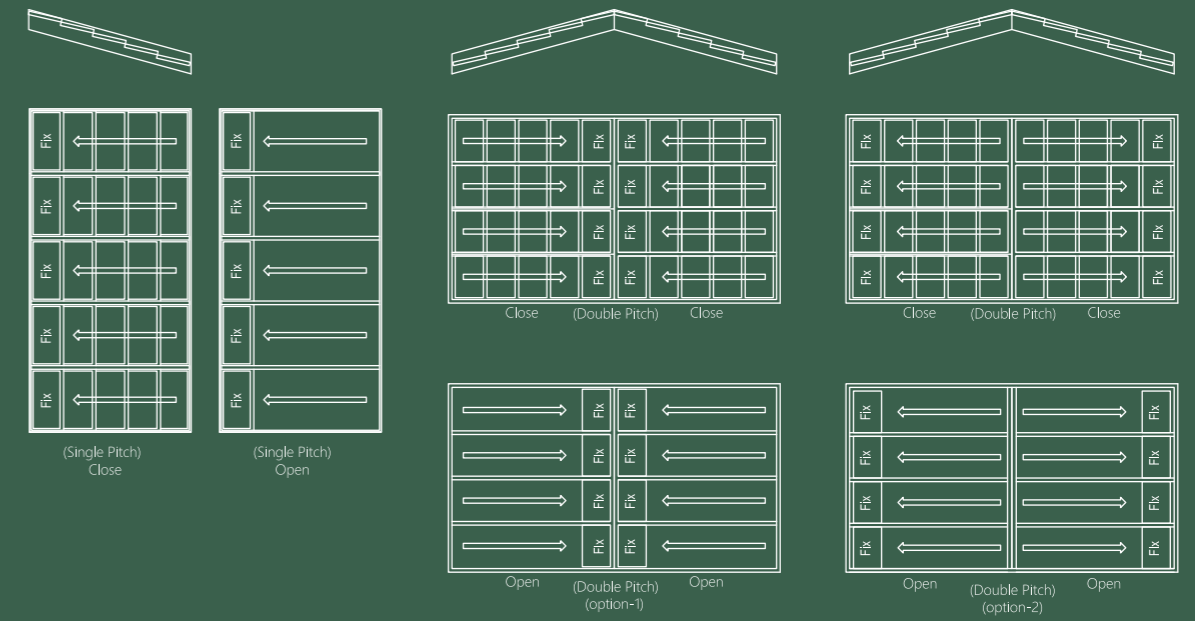 Fix
Fix
Fix
Fix
Fix
(Single Pitch)
Close
Fix
Fix
Fix
Fix
Fix
(Single Pitch)
Open
Fix Fix
Fix Fix
Fix Fix
Fix Fix
Close (Double Pitch) Close
Fix Fix
Fix Fix
Fix Fix
Fix Fix
Close (Double Pitch) Close
Fix Fix
Fix Fix
Fix Fix
Fix Fix
Open (Double Pitch) Open
(option-1)
Fix Fix
Fix Fix
Fix Fix
Fix Fix
Open (Double Pitch) Open
(option-2)